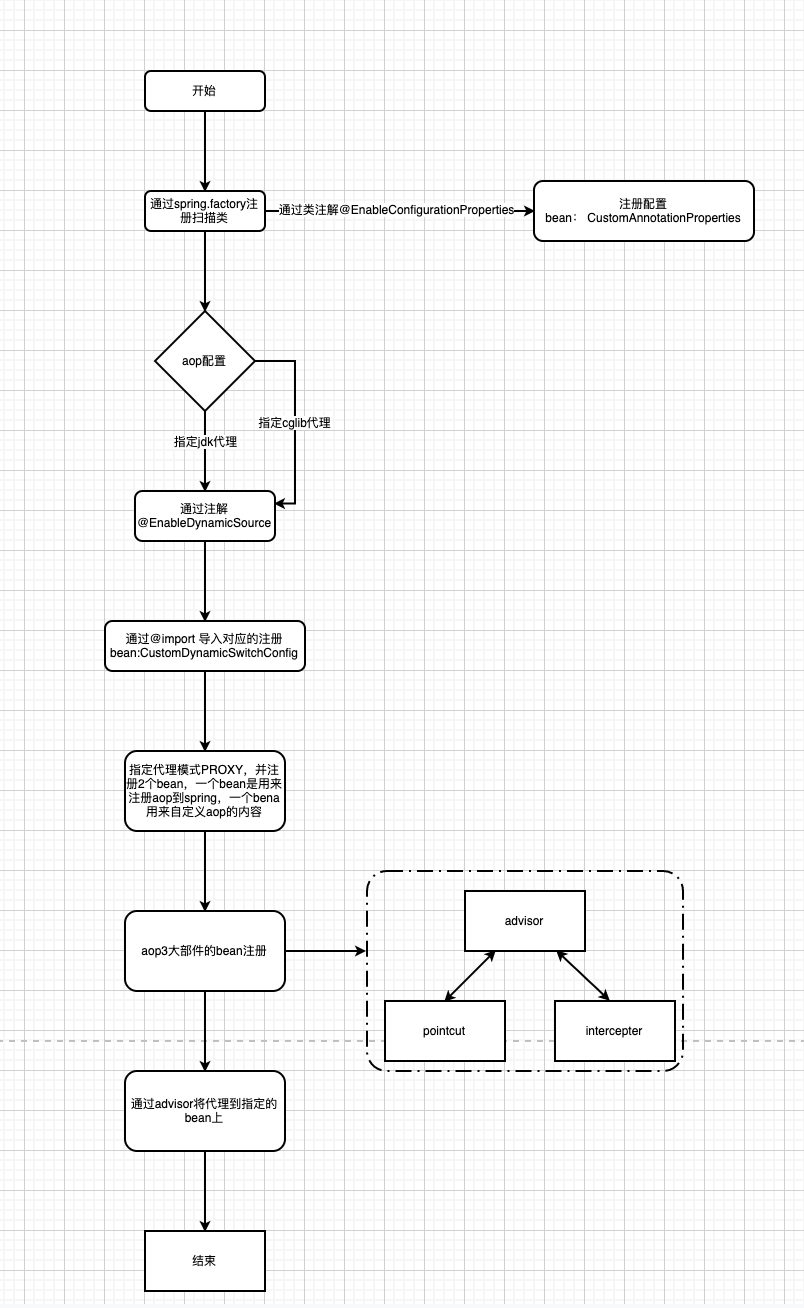 开始
通过spring.factory注
册扫描类
通过类注解@EnableConfigurationProperties
注册配置
bean： CustomAnnotationProperties
aop配置
指定cglib代理
指定jdk代理
通过注解
@EnableDynamicSource
通过@import 导入对应的注册
bean:CustomDynamicSwitchConfig
指定代理模式PROXY，并注
册2个bean，一个bean是用来
注册aop到spring，一个bena
用来自定义aop的内容
aop3大部件的bean注册
advisor
pointcut
intercepter
通过advisor将代理到指定的
bean上
结束